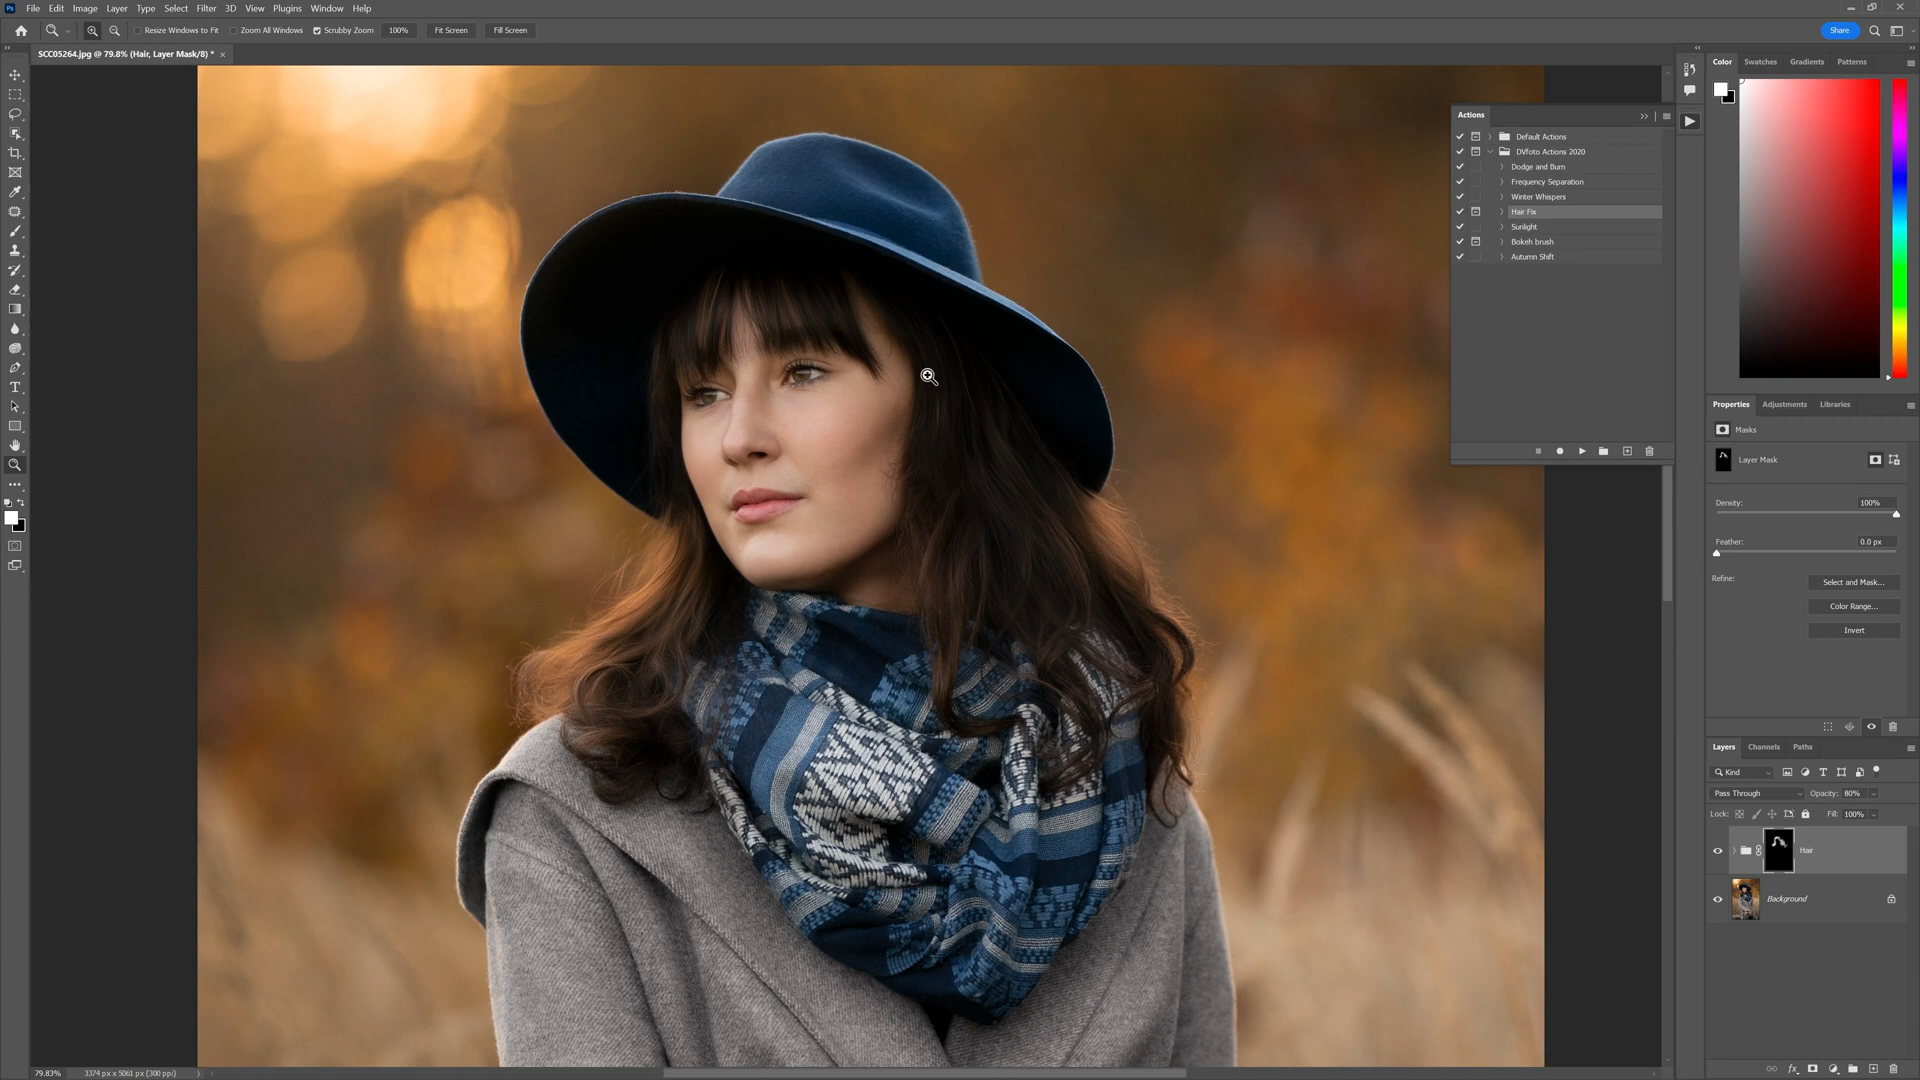 Ps File Edit Image Layer Type Select Filter 3D View Plugins Window Help
Resize Windows to Fit Zoom All Windows Scrubby Zoom 100% Fit Screen Fill Screen Share
SCC05264.jpg @ 79.8% (Hair, Layer Mask/8) * ×
Color Swatches Gradients Patterns
Actions
Default Actions
DVfoto Actions 2020
Dodge and Burn
Frequency Separation
Winter Whispers
Hair Fix
Sunlight
Bokeh brush
Autumn Shift
Properties Adjustments Libraries
Masks
Layer Mask
Density: 100%
Feather: 0.0 px
Refine: Select and Mask...
Color Range...
Invert
Layers Channels Paths
Kind
Pass Through Opacity: 80%
Lock: Fill: 100%
Hair
Background
79.83% 3374 px x 5061 px (300 ppi)